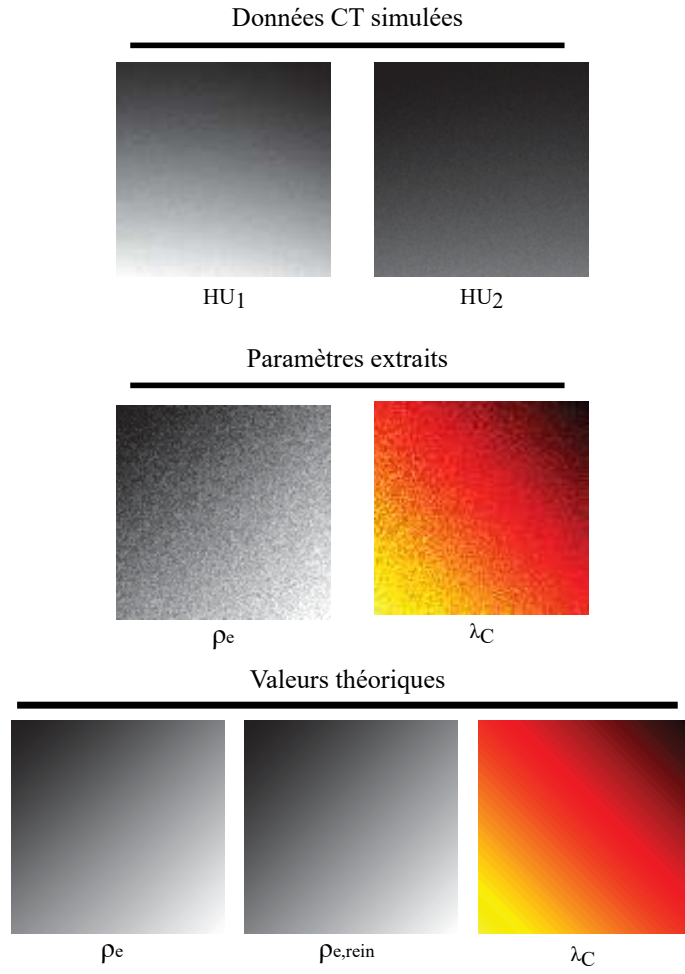 Données CT simulées
HU1 HU2
Paramètres extraits
ρe λC
Valeurs théoriques
ρe ρe,rein λC